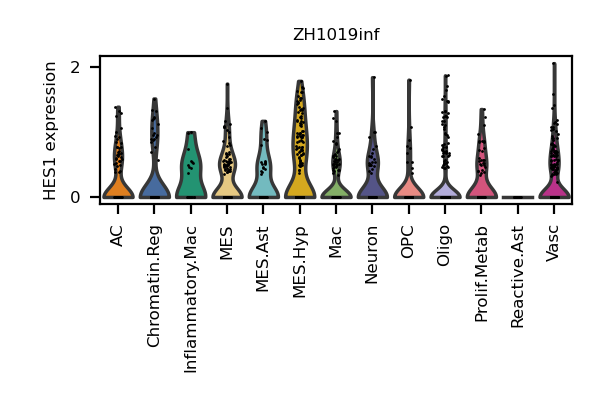 ZH1019inf
HES1 expression
2
0
AC
Chromatin.Reg
Inflammatory.Mac
MES
MES.Ast
MES.Hyp
Mac
Neuron
OPC
Oligo
Prolif.Metab
Reactive.Ast
Vasc